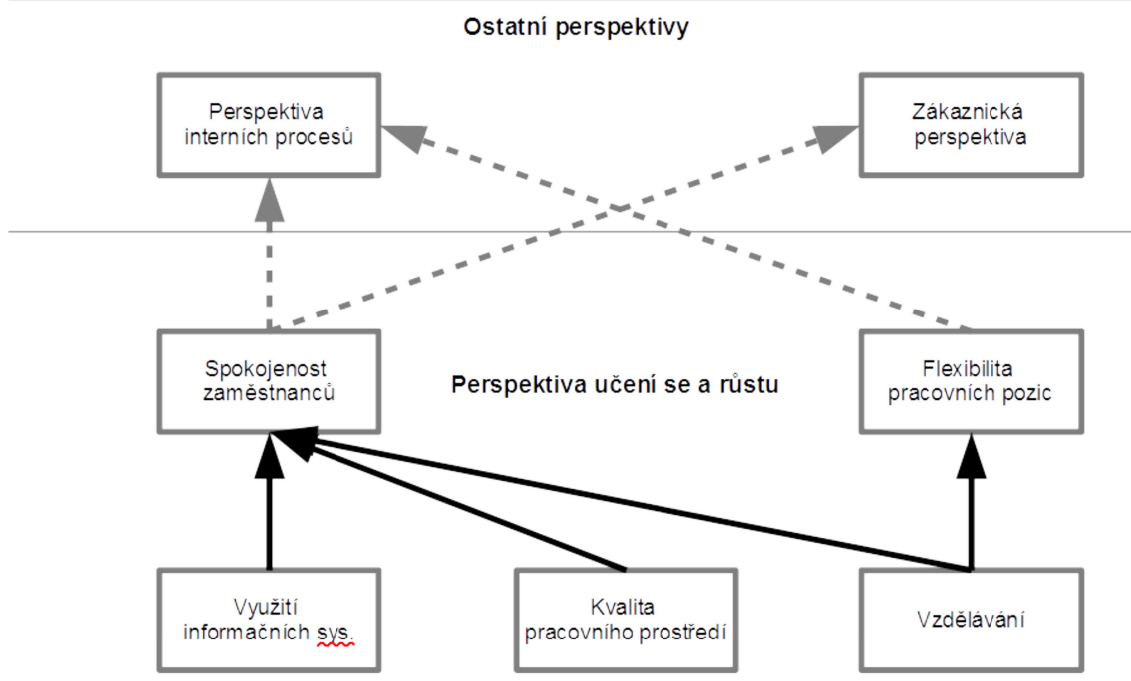 Ostatní perspektivy
Perspektiva
interních procesů
Zákaznická
perspektiva
Spokojenost
zaměstnanců
Perspektiva učení se a růstu
Flexibilita
pracovních pozic
Využití
informačních sys.
Kvalita
pracovního prostředí
Vzdělávání